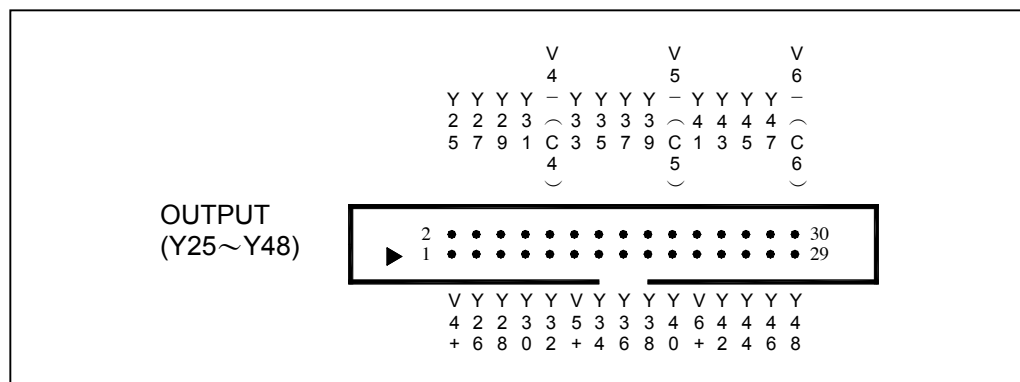 Y25 Y27 Y29 Y31 V4-(C4) Y33 Y35 Y37 Y39 V5-(C5) Y41 Y43 Y45 Y47 V6-(C6)
OUTPUT
(Y25～Y48)
2 30
1 29
V4+ Y26 Y28 Y30 Y32 V5+ Y34 Y36 Y38 Y40 V6+ Y42 Y44 Y46 Y48